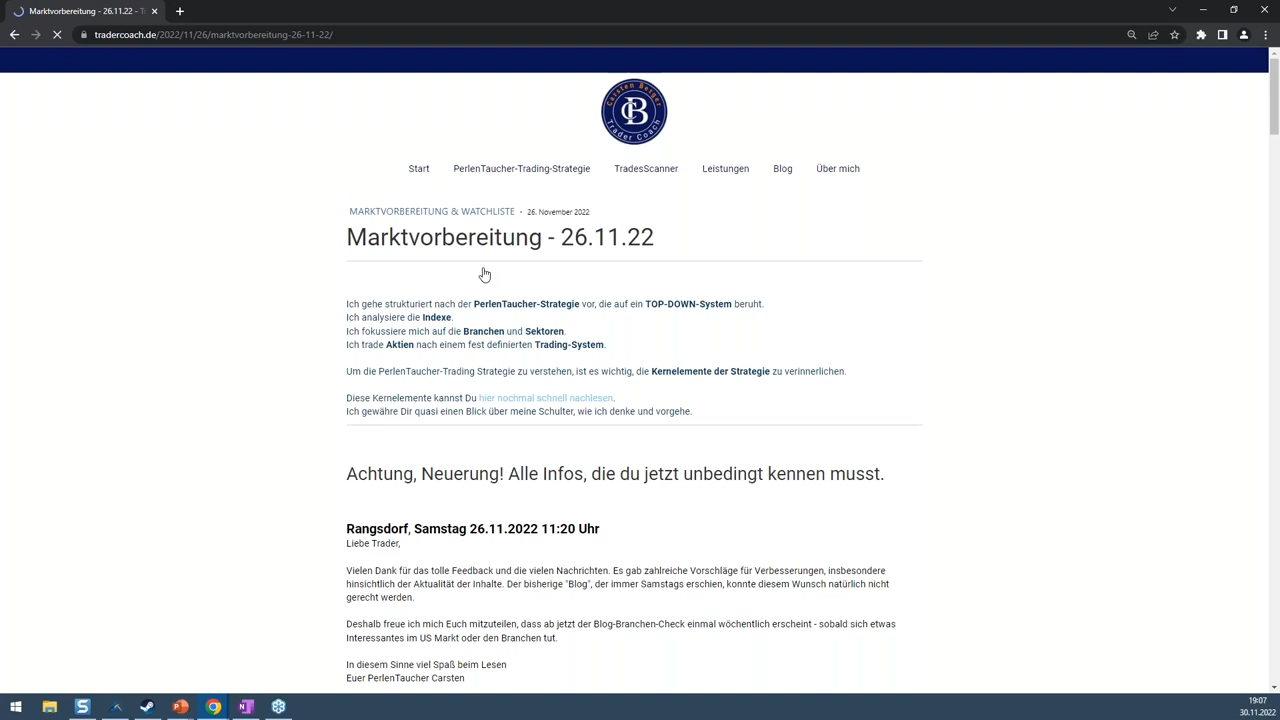 Marktvorbereitung - 26.11.22 - Tr
tradercoach.de/2022/11/26/marktvorbereitung-26-11-22/
Carsten Berger
CB
Trader Coach
Start PerlenTaucher-Trading-Strategie TradesScanner Leistungen Blog Über mich
MARKTVORBEREITUNG & WATCHLISTE - 26. November 2022
Marktvorbereitung - 26.11.22
Ich gehe strukturiert nach der PerlenTaucher-Strategie vor, die auf ein TOP-DOWN-System beruht.
Ich analysiere die Indexe.
Ich fokussiere mich auf die Branchen und Sektoren.
Ich trade Aktien nach einem fest definierten Trading-System.
Um die PerlenTaucher-Trading Strategie zu verstehen, ist es wichtig, die Kernelemente der Strategie zu verinnerlichen.
Diese Kernelemente kannst Du hier nochmal schnell nachlesen.
Ich gewähre Dir quasi einen Blick über meine Schulter, wie ich denke und vorgehe.
Achtung, Neuerung! Alle Infos, die du jetzt unbedingt kennen musst.
Rangsdorf, Samstag 26.11.2022 11:20 Uhr
Liebe Trader,
Vielen Dank für das tolle Feedback und die vielen Nachrichten. Es gab zahlreiche Vorschläge für Verbesserungen, insbesondere
hinsichtlich der Aktualität der Inhalte. Der bisherige "Blog", der immer Samstags erschien, konnte diesem Wunsch natürlich nicht
gerecht werden.
Deshalb freue ich mich Euch mitzuteilen, dass ab jetzt der Blog-Branchen-Check einmal wöchentlich erscheint - sobald sich etwas
Interessantes im US Markt oder den Branchen tut.
In diesem Sinne viel Spaß beim Lesen
Euer PerlenTaucher Carsten
19:07
30.11.2022